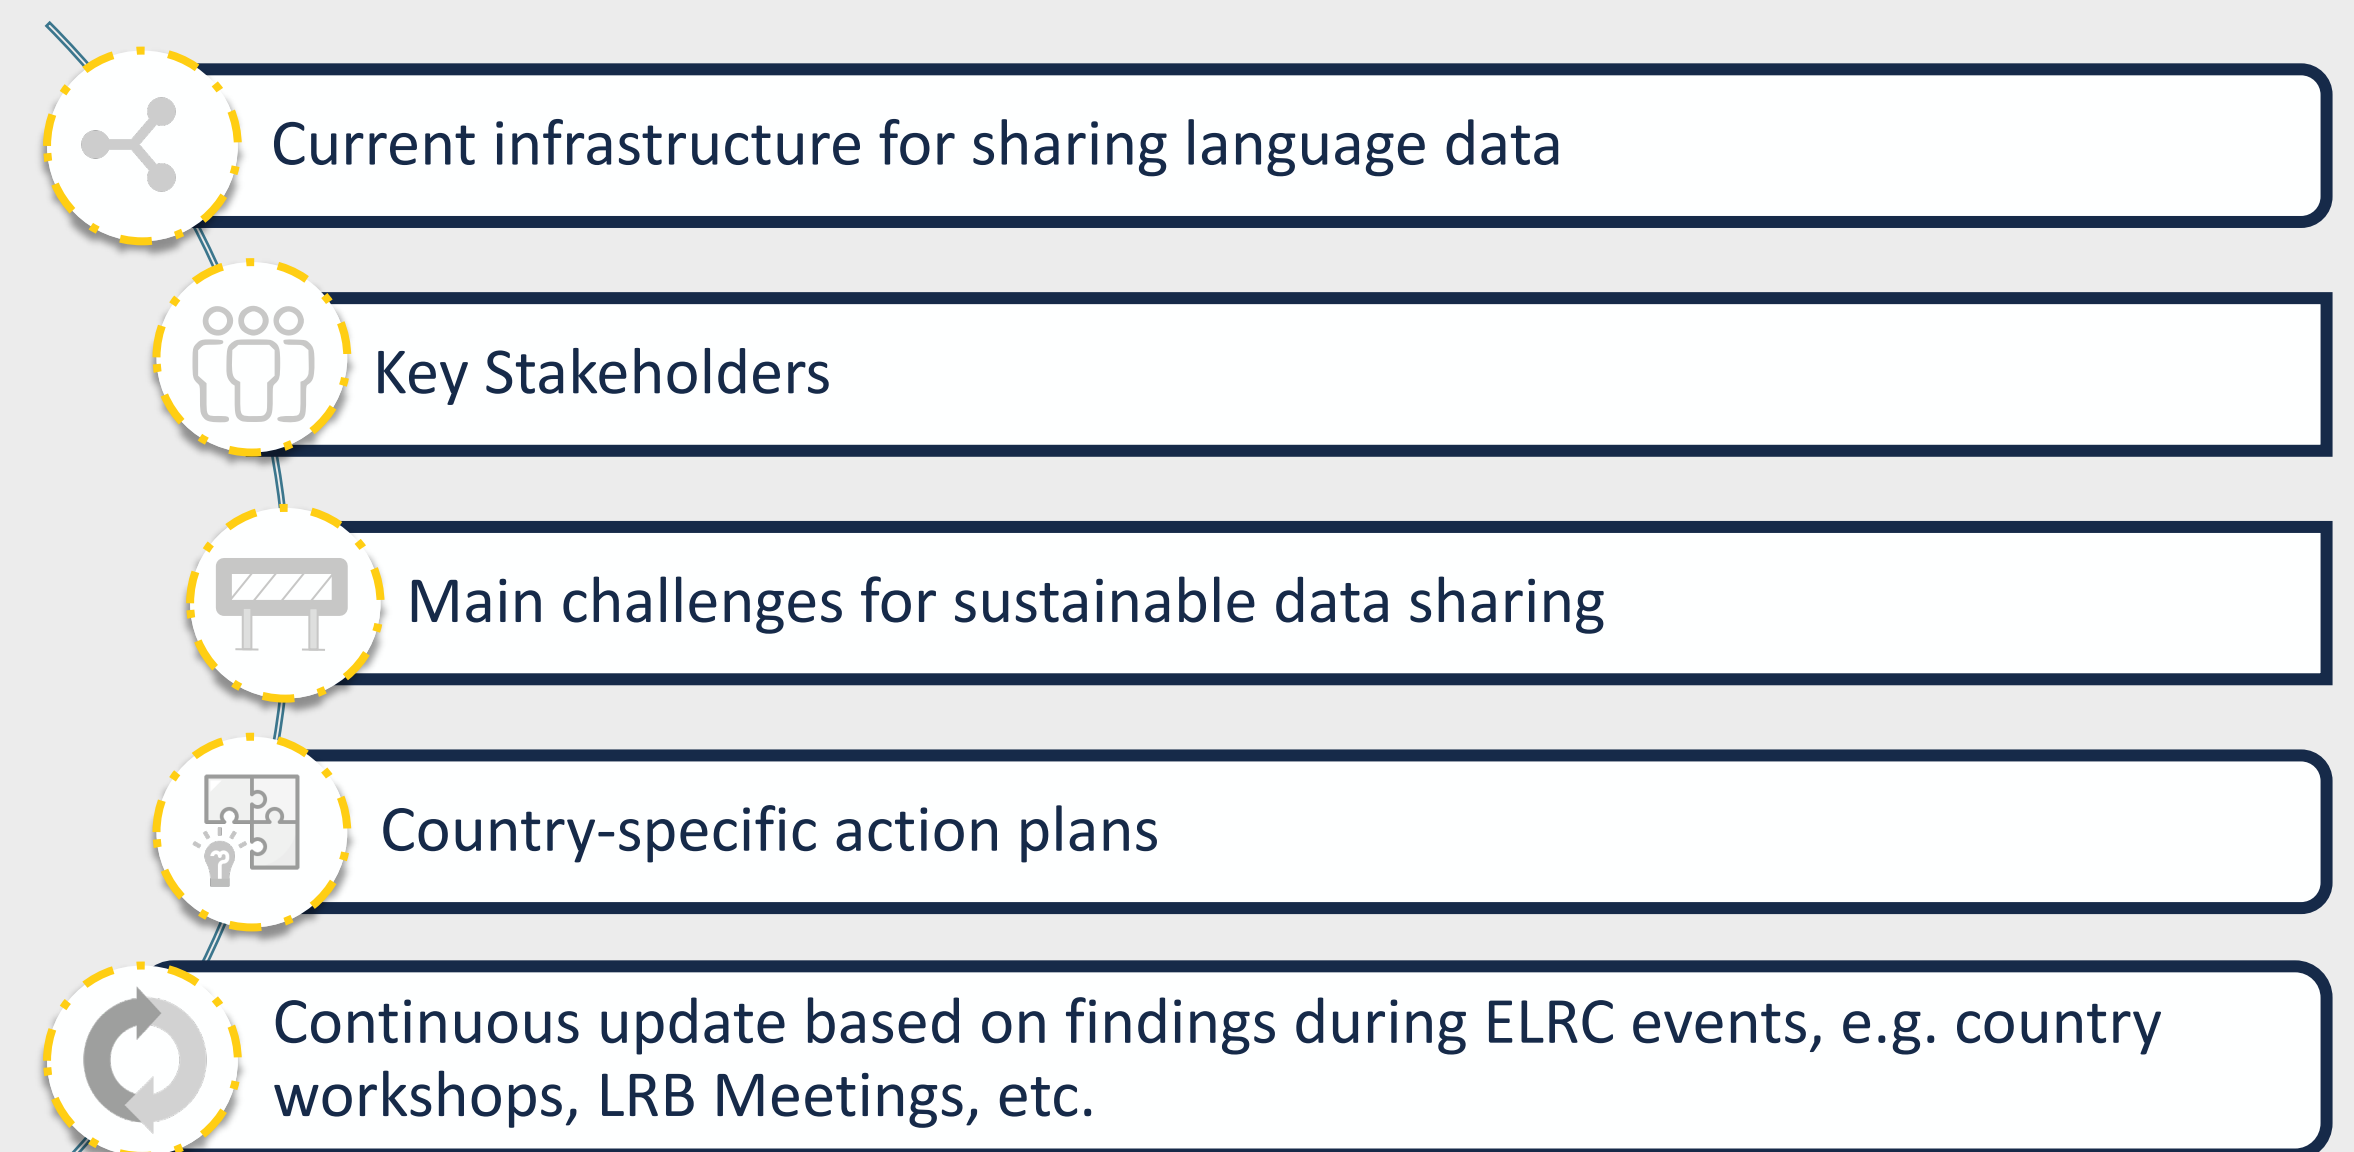 Current infrastructure for sharing language data
Key Stakeholders
Main challenges for sustainable data sharing
Country-specific action plans
Continuous update based on findings during ELRC events, e.g. country
workshops, LRB Meetings, etc.